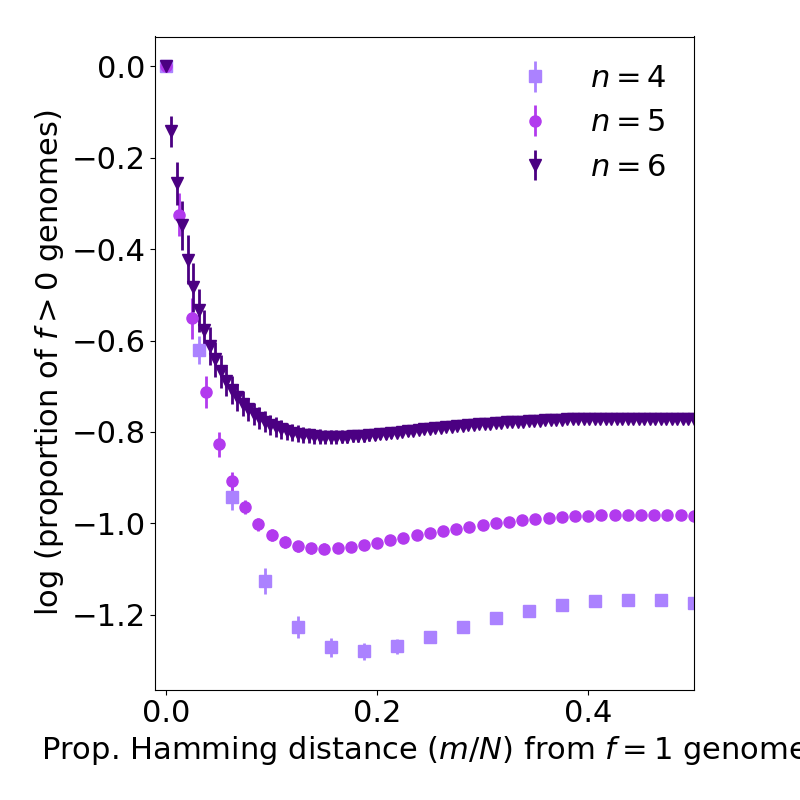 log (proportion of f > 0 genomes)
0.0
−0.2
−0.4
−0.6
−0.8
−1.0
−1.2
n = 4
n = 5
n = 6
0.0 0.2 0.4
Prop. Hamming distance (m/N) from f = 1 genome